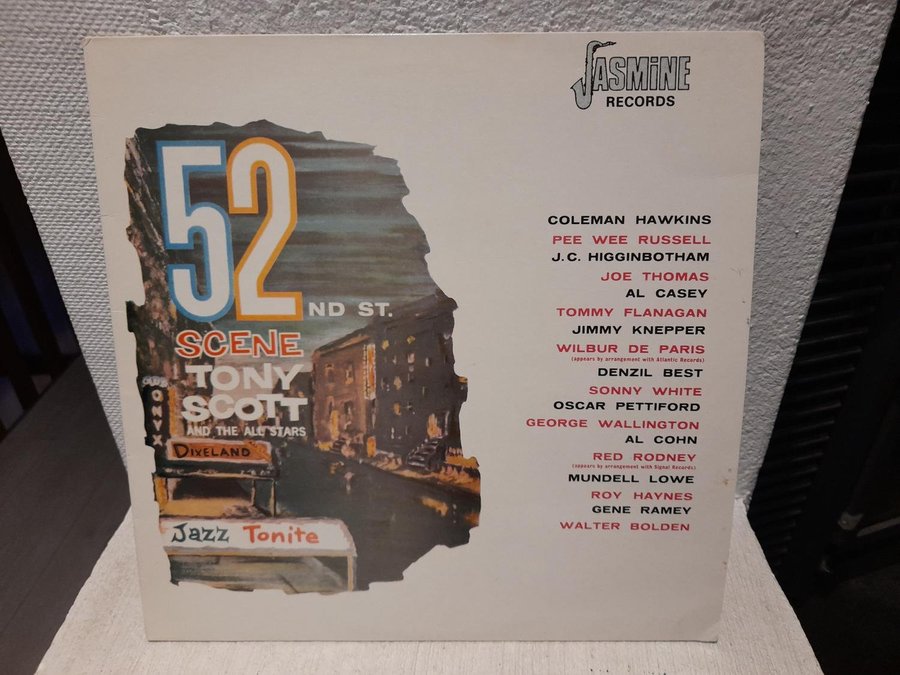 JASMINE
RECORDS
52ND ST.
SCENE
TONY
SCOTT
AND THE ALL STARS
ONYX
DIXELAND
Jazz Tonite
COLEMAN HAWKINS
PEE WEE RUSSELL
J.C. HIGGINBOTHAM
JOE THOMAS
AL CASEY
TOMMY FLANAGAN
JIMMY KNEPPER
WILBUR DE PARIS
(appears by arrangement with Atlantic Records)
DENZIL BEST
SONNY WHITE
OSCAR PETTIFORD
GEORGE WALLINGTON
AL COHN
RED RODNEY
(appears by arrangement with Signal Records)
MUNDELL LOWE
ROY HAYNES
GENE RAMEY
WALTER BOLDEN